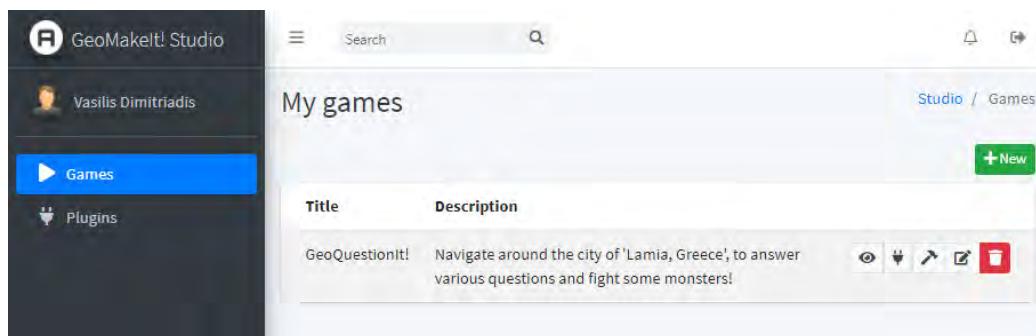 GeoMakeIt! Studio
Search
Vasilis Dimitriadis
My games
Studio / Games
+New
Games
Plugins
Title Description
GeoQuestionIt! Navigate around the city of 'Lamia, Greece', to answer
various questions and fight some monsters!